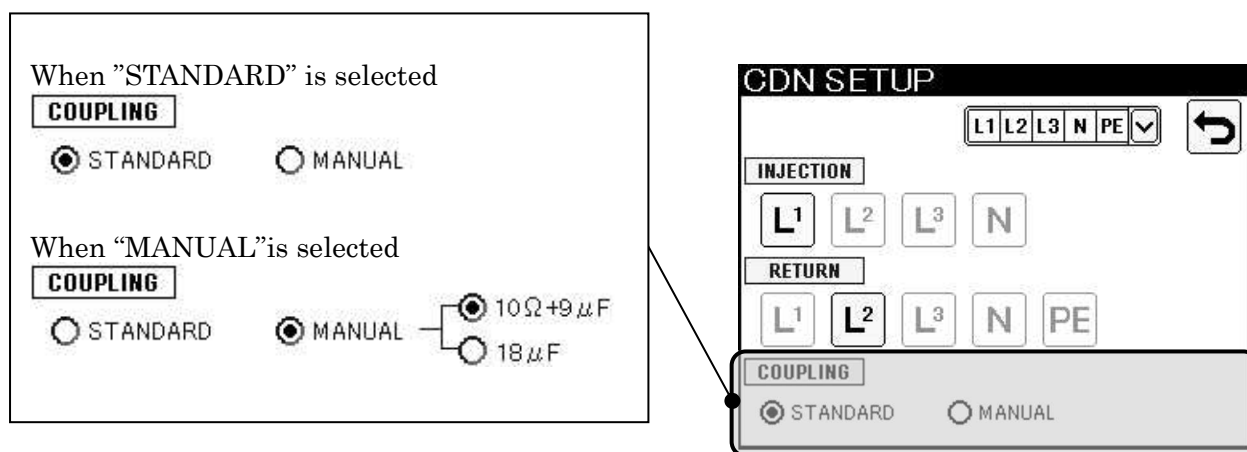 When ”STANDARD” is selected
COUPLING
STANDARD MANUAL
When “MANUAL”is selected
COUPLING
STANDARD MANUAL 10Ω+9μF
18μF
CDN SETUP
L1 L2 L3 N PE
INJECTION
L1 L2 L3 N
RETURN
L1 L2 L3 N PE
COUPLING
STANDARD MANUAL